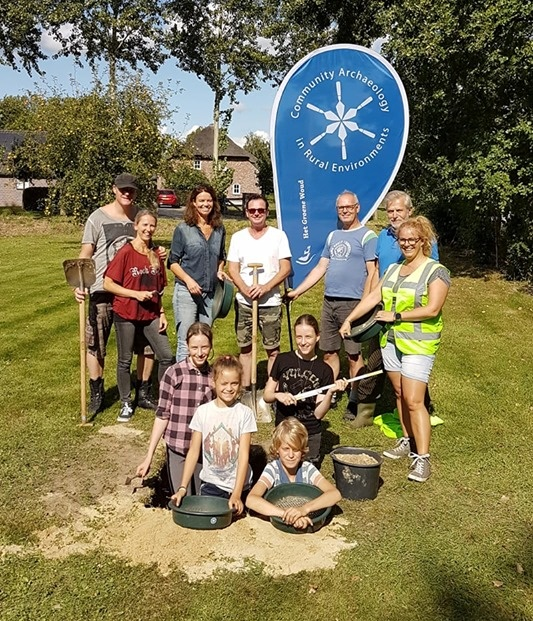 Community Archaeology
in Rural Environments
Het Groene Woud